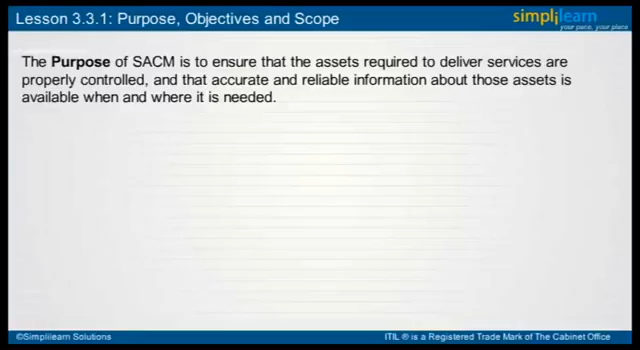 Lesson 3.3.1: Purpose, Objectives and Scope
simplilearn
your pace, your place
The Purpose of SACM is to ensure that the assets required to deliver services are
properly controlled, and that accurate and reliable information about those assets is
available when and where it is needed.
©Simplilearn Solutions
ITIL ® is a Registered Trade Mark of The Cabinet Office